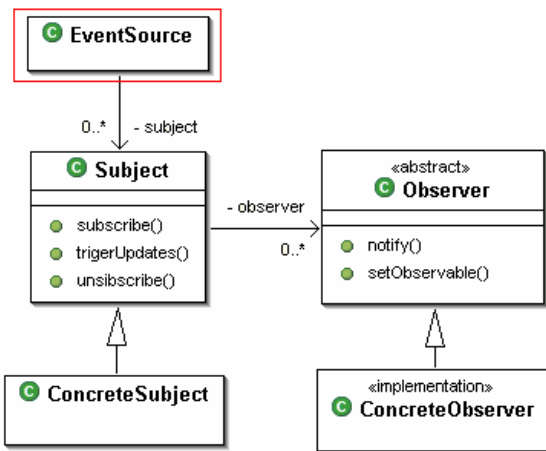 C EventSource
0..* - subject
C Subject
subscribe()
trigerUpdates()
unsibscribe()
- observer
0..*
«abstract»
C Observer
notify()
setObservable()
C ConcreteSubject
«implementation»
C ConcreteObserver